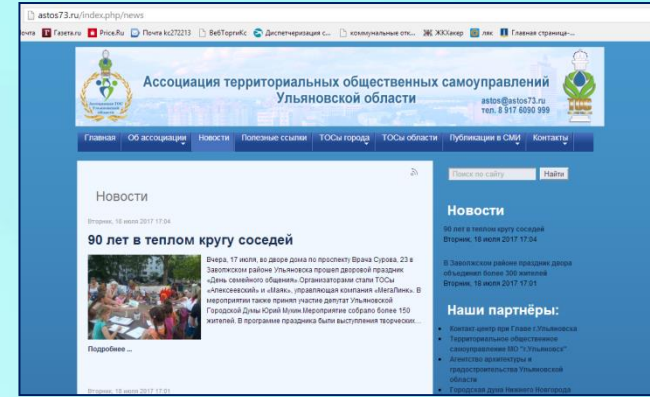 astos73.ru/index.php/news
Газета.ru Price.Ru Почта kc272213 ВебТоргиКс Диспетчеризация с... коммунальные отх... ЖКХакер ляк Главная страница-...
Ассоциация территориальных общественных самоуправлений
Ульяновской области
astos@astos73.ru
тел. 8 917 6090 999
ТОС
Главная Об ассоциации Новости Полезные ссылки ТОСы города ТОСы области Публикации в СМИ Контакты
Поиск по сайту Найти
Новости
Вторник, 18 июля 2017 17:04
90 лет в теплом кругу соседей
Вчера, 17 июля, во дворе дома по проспекту Врача Сурова, 23 в
Заволжском районе Ульяновска прошел дворовой праздник
«День семейного общения». Организаторами стали ТОСы
«Алексеевский» и «Маяк», управляющая компания «МегаЛинк». В
мероприятии также принял участие депутат Ульяновской
Городской Думы Юрий Мухин. Мероприятие собрало более 150
жителей. В программе праздника были выступления творческих...
Подробнее ...
Вторник, 18 июля 2017 17:01
Новости
90 лет в теплом кругу соседей
Вторник, 18 июля 2017 17:04
В Заволжском районе праздник двора
объединил более 300 жителей
Вторник, 18 июля 2017 17:01
Наши партнёры:
Контакт-центр при Главе г.Ульяновска
Территориальное общественное
самоуправление МО "г.Ульяновск"
Агентство архитектуры и
градостроительства Ульяновской
области
Городская дума Нижнего Новгорода